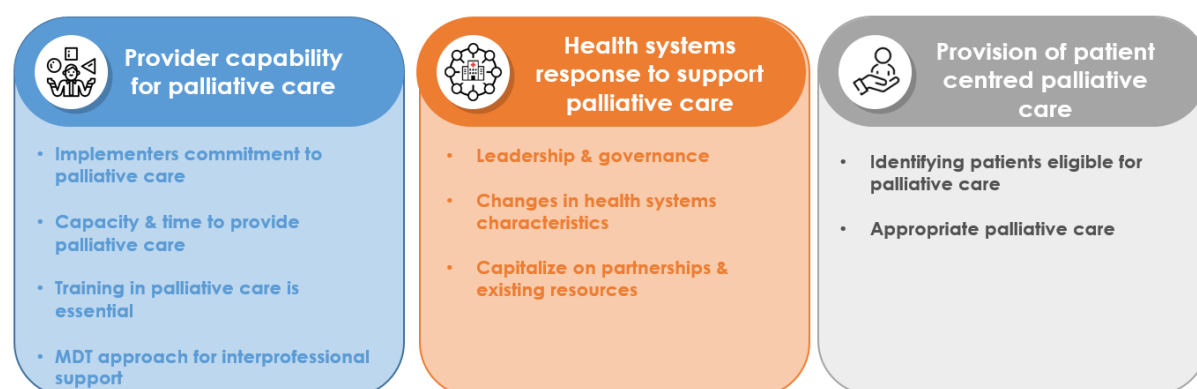 Provider capability
for palliative care
• Implementers commitment to
palliative care
• Capacity & time to provide
palliative care
• Training in palliative care is
essential
• MDT approach for interprofessional
support
Health systems
response to support
palliative care
• Leadership & governance
• Changes in health systems
characteristics
• Capitalize on partnerships &
existing resources
Provision of patient
centred palliative
care
• Identifying patients eligible for
palliative care
• Appropriate palliative care